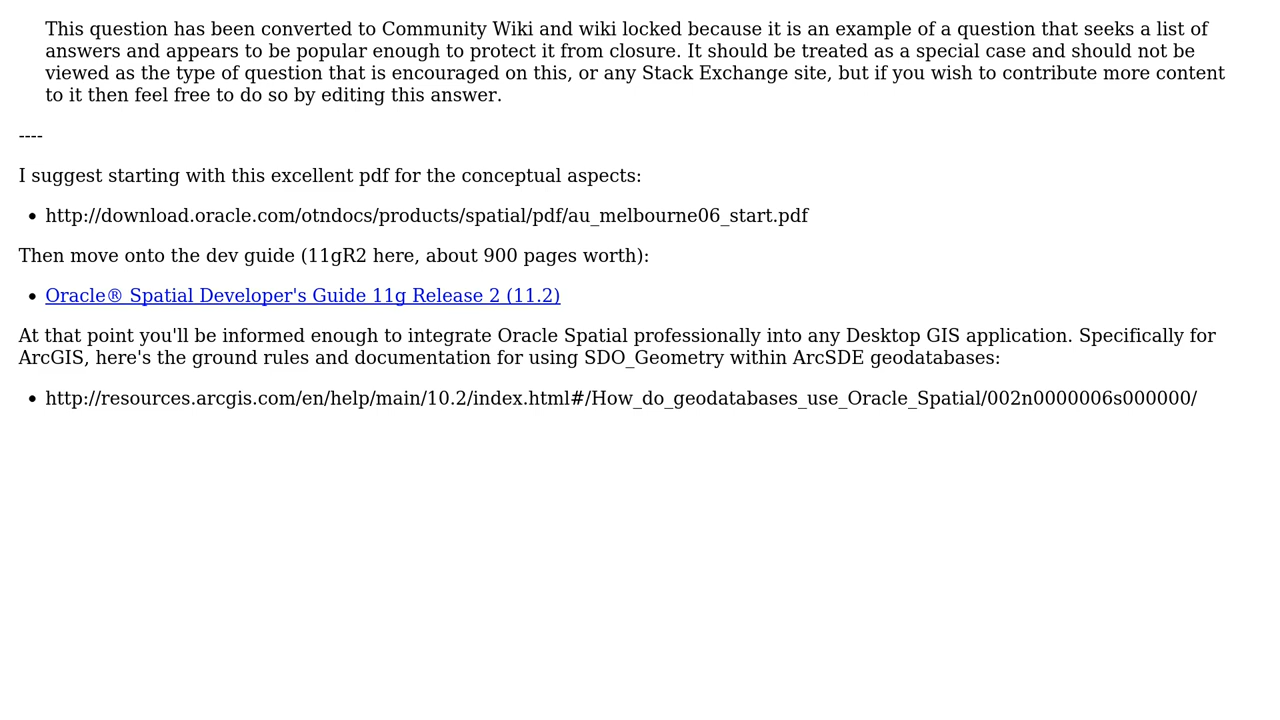 This question has been converted to Community Wiki and wiki locked because it is an example of a question that seeks a list of
answers and appears to be popular enough to protect it from closure. It should be treated as a special case and should not be
viewed as the type of question that is encouraged on this, or any Stack Exchange site, but if you wish to contribute more content
to it then feel free to do so by editing this answer.
----
I suggest starting with this excellent pdf for the conceptual aspects:
• http://download.oracle.com/otndocs/products/spatial/pdf/au_melbourne06_start.pdf
Then move onto the dev guide (11gR2 here, about 900 pages worth):
• Oracle® Spatial Developer's Guide 11g Release 2 (11.2)
At that point you'll be informed enough to integrate Oracle Spatial professionally into any Desktop GIS application. Specifically for
ArcGIS, here's the ground rules and documentation for using SDO_Geometry within ArcSDE geodatabases:
• http://resources.arcgis.com/en/help/main/10.2/index.html#/How_do_geodatabases_use_Oracle_Spatial/002n0000006s000000/